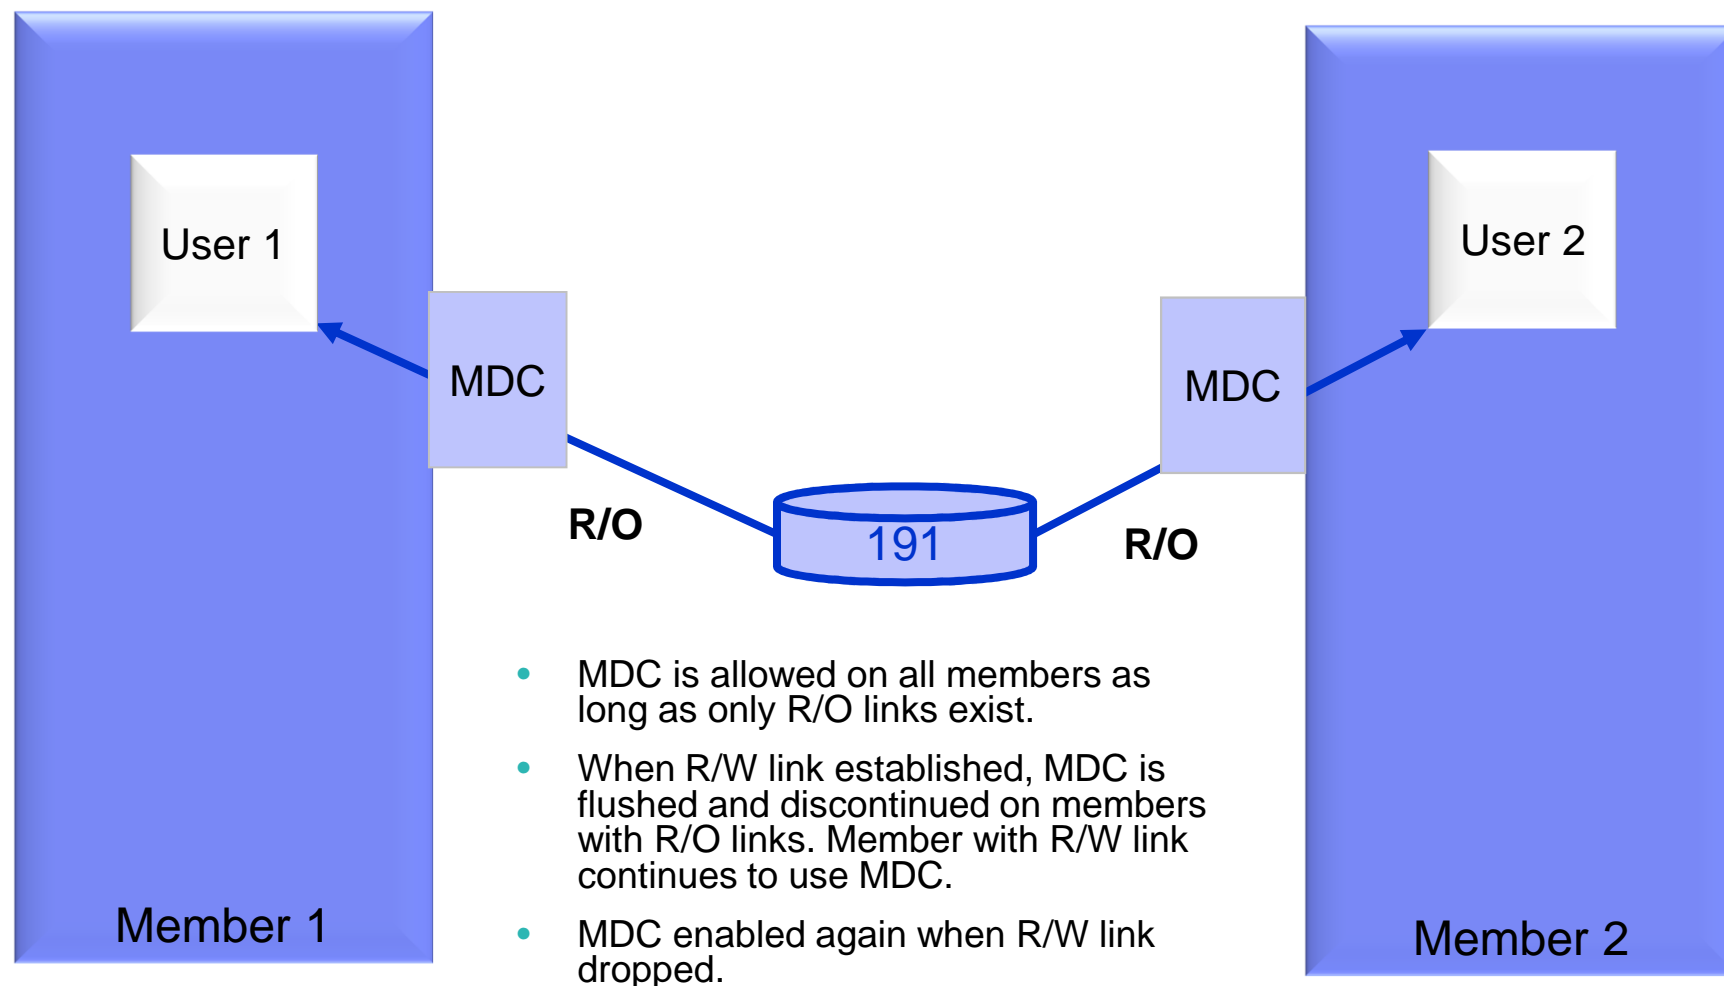 User 1
User 2
MDC
MDC
R/O
191
R/O
• MDC is allowed on all members as
long as only R/O links exist.
• When R/W link established, MDC is
flushed and discontinued on members
with R/O links. Member with R/W link
continues to use MDC.
• MDC enabled again when R/W link
dropped.
Member 1
Member 2